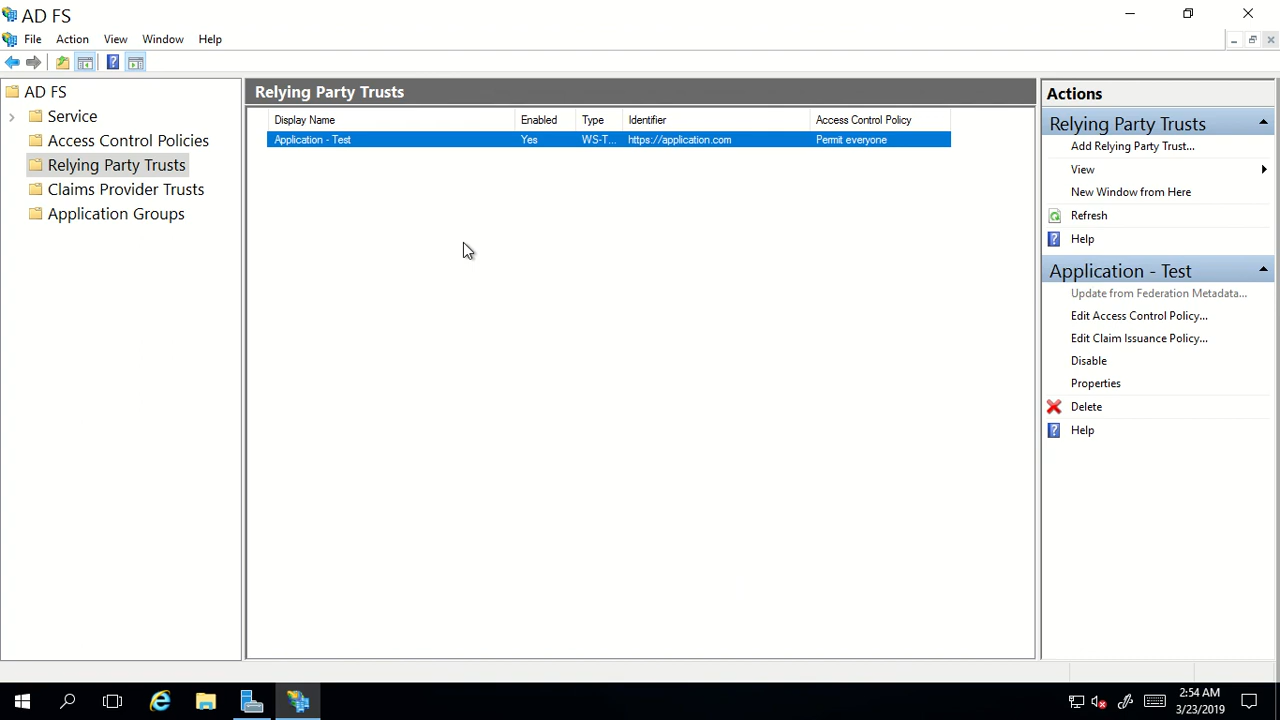 AD FS
File Action View Window Help
AD FS
Service
Access Control Policies
Relying Party Trusts
Claims Provider Trusts
Application Groups
Relying Party Trusts
Display Name Enabled Type Identifier Access Control Policy
Application - Test Yes WS-T... https://application.com Permit everyone
Actions
Relying Party Trusts
Add Relying Party Trust...
View
New Window from Here
Refresh
Help
Application - Test
Update from Federation Metadata...
Edit Access Control Policy...
Edit Claim Issuance Policy...
Disable
Properties
Delete
Help
2:54 AM
3/23/2019